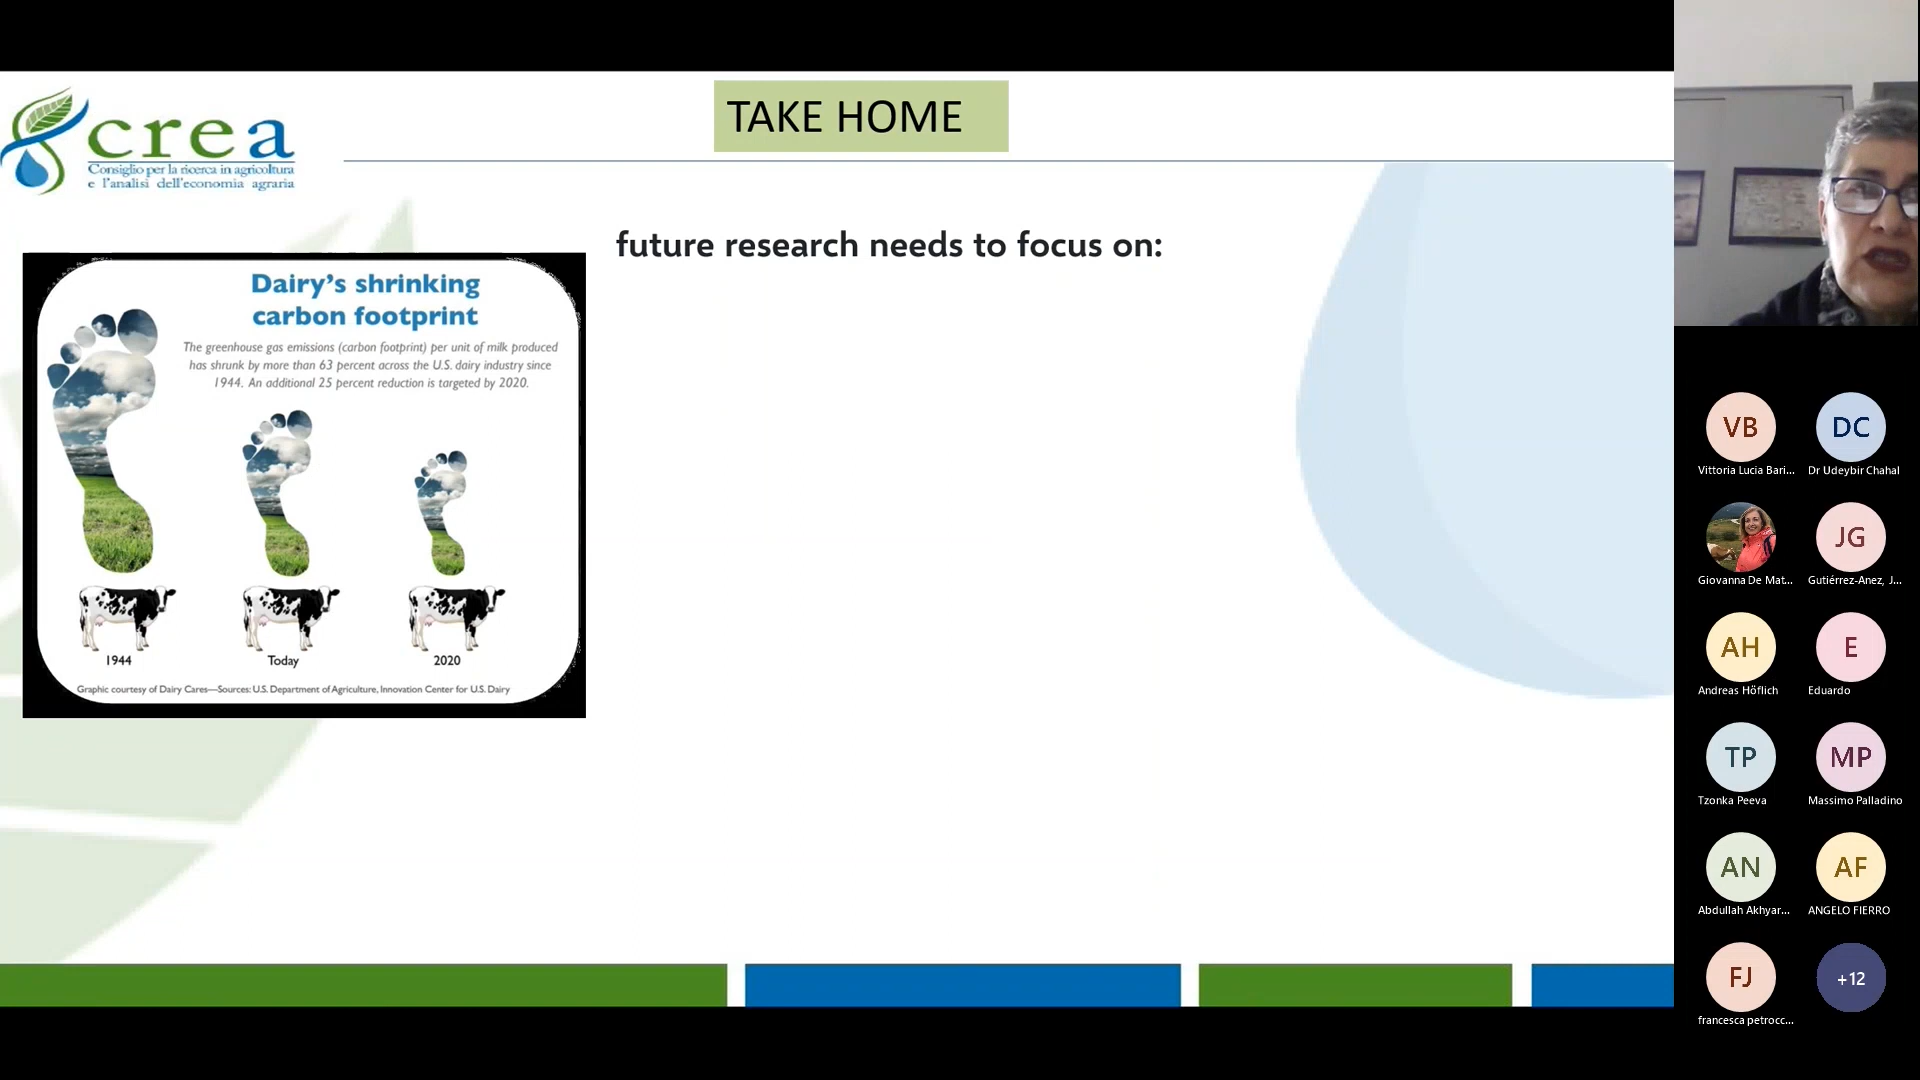 TAKE HOME
crea
Consiglio per la ricerca in agricoltura
e l'analisi dell'economia agraria
future research needs to focus on:
Dairy's shrinking
carbon footprint
The greenhouse gas emissions (carbon footprint) per unit of milk produced
has shrunk by more than 63 percent across the U.S. dairy industry since
1944. An additional 25 percent reduction is targeted by 2020.
1944
Today
2020
Graphic courtesy of Dairy Cares—Sources: U.S. Department of Agriculture, Innovation Center for U.S. Dairy
VB
Vittoria Lucia Bari...
DC
Dr Udeybir Chahal
Giovanna De Mat...
JG
Gutiérrez-Anez, J...
AH
Andreas Höflich
E
Eduardo
TP
Tzonka Peeva
MP
Massimo Palladino
AN
Abdullah Akhyar...
AF
ANGELO FIERRO
FJ
francesca petrocc...
+12